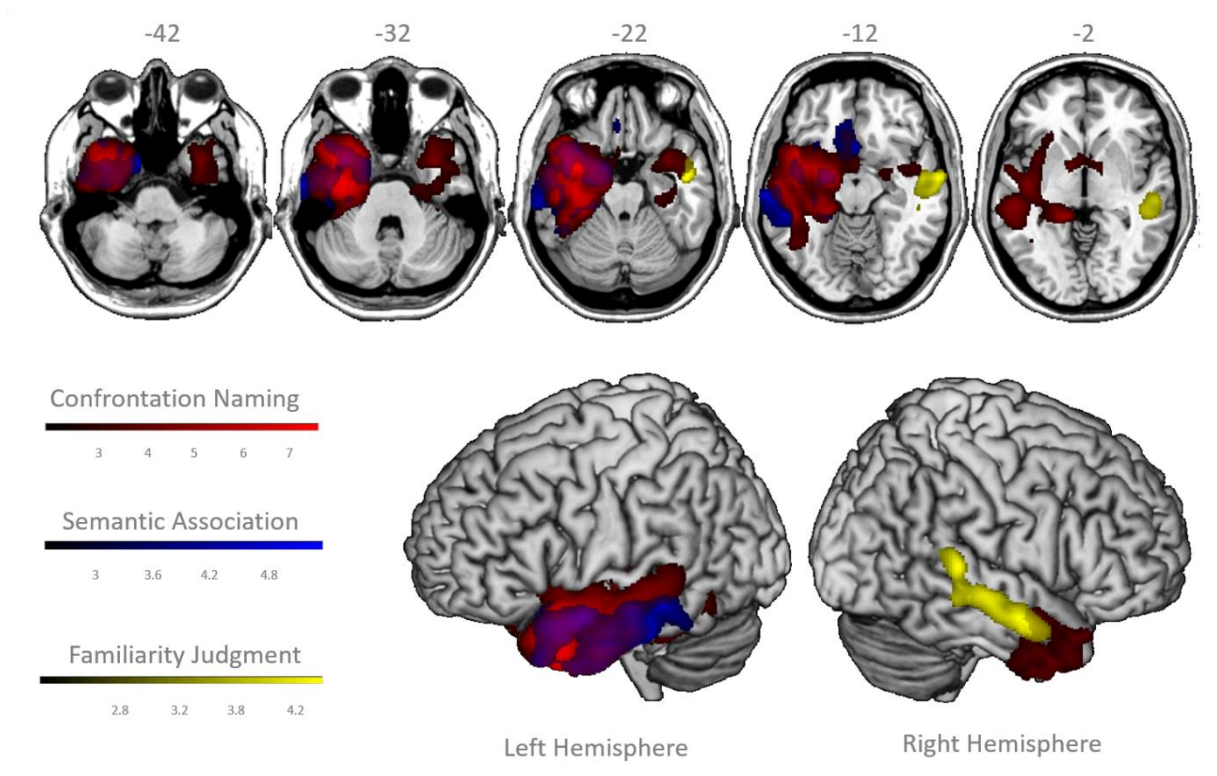 -42 -32 -22 -12 -2
Confrontation Naming
3 4 5 6 7
Semantic Association
3 3.6 4.2 4.8
Familiarity Judgment
2.8 3.2 3.8 4.2
Left Hemisphere
Right Hemisphere